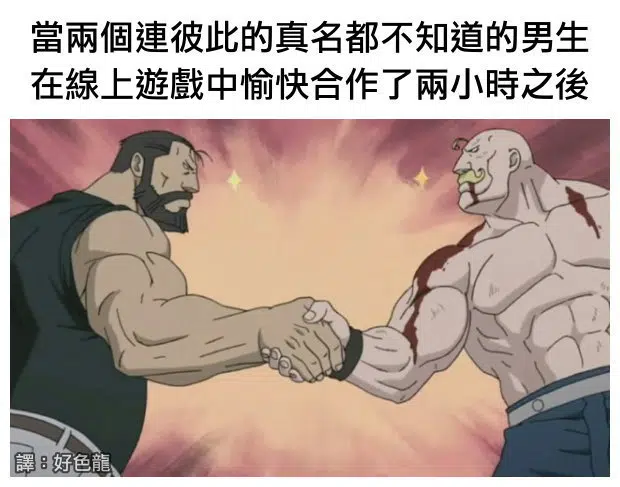 當兩個連彼此的真名都不知道的男生
在線上遊戲中愉快合作了兩小時之後
譯：好色龍